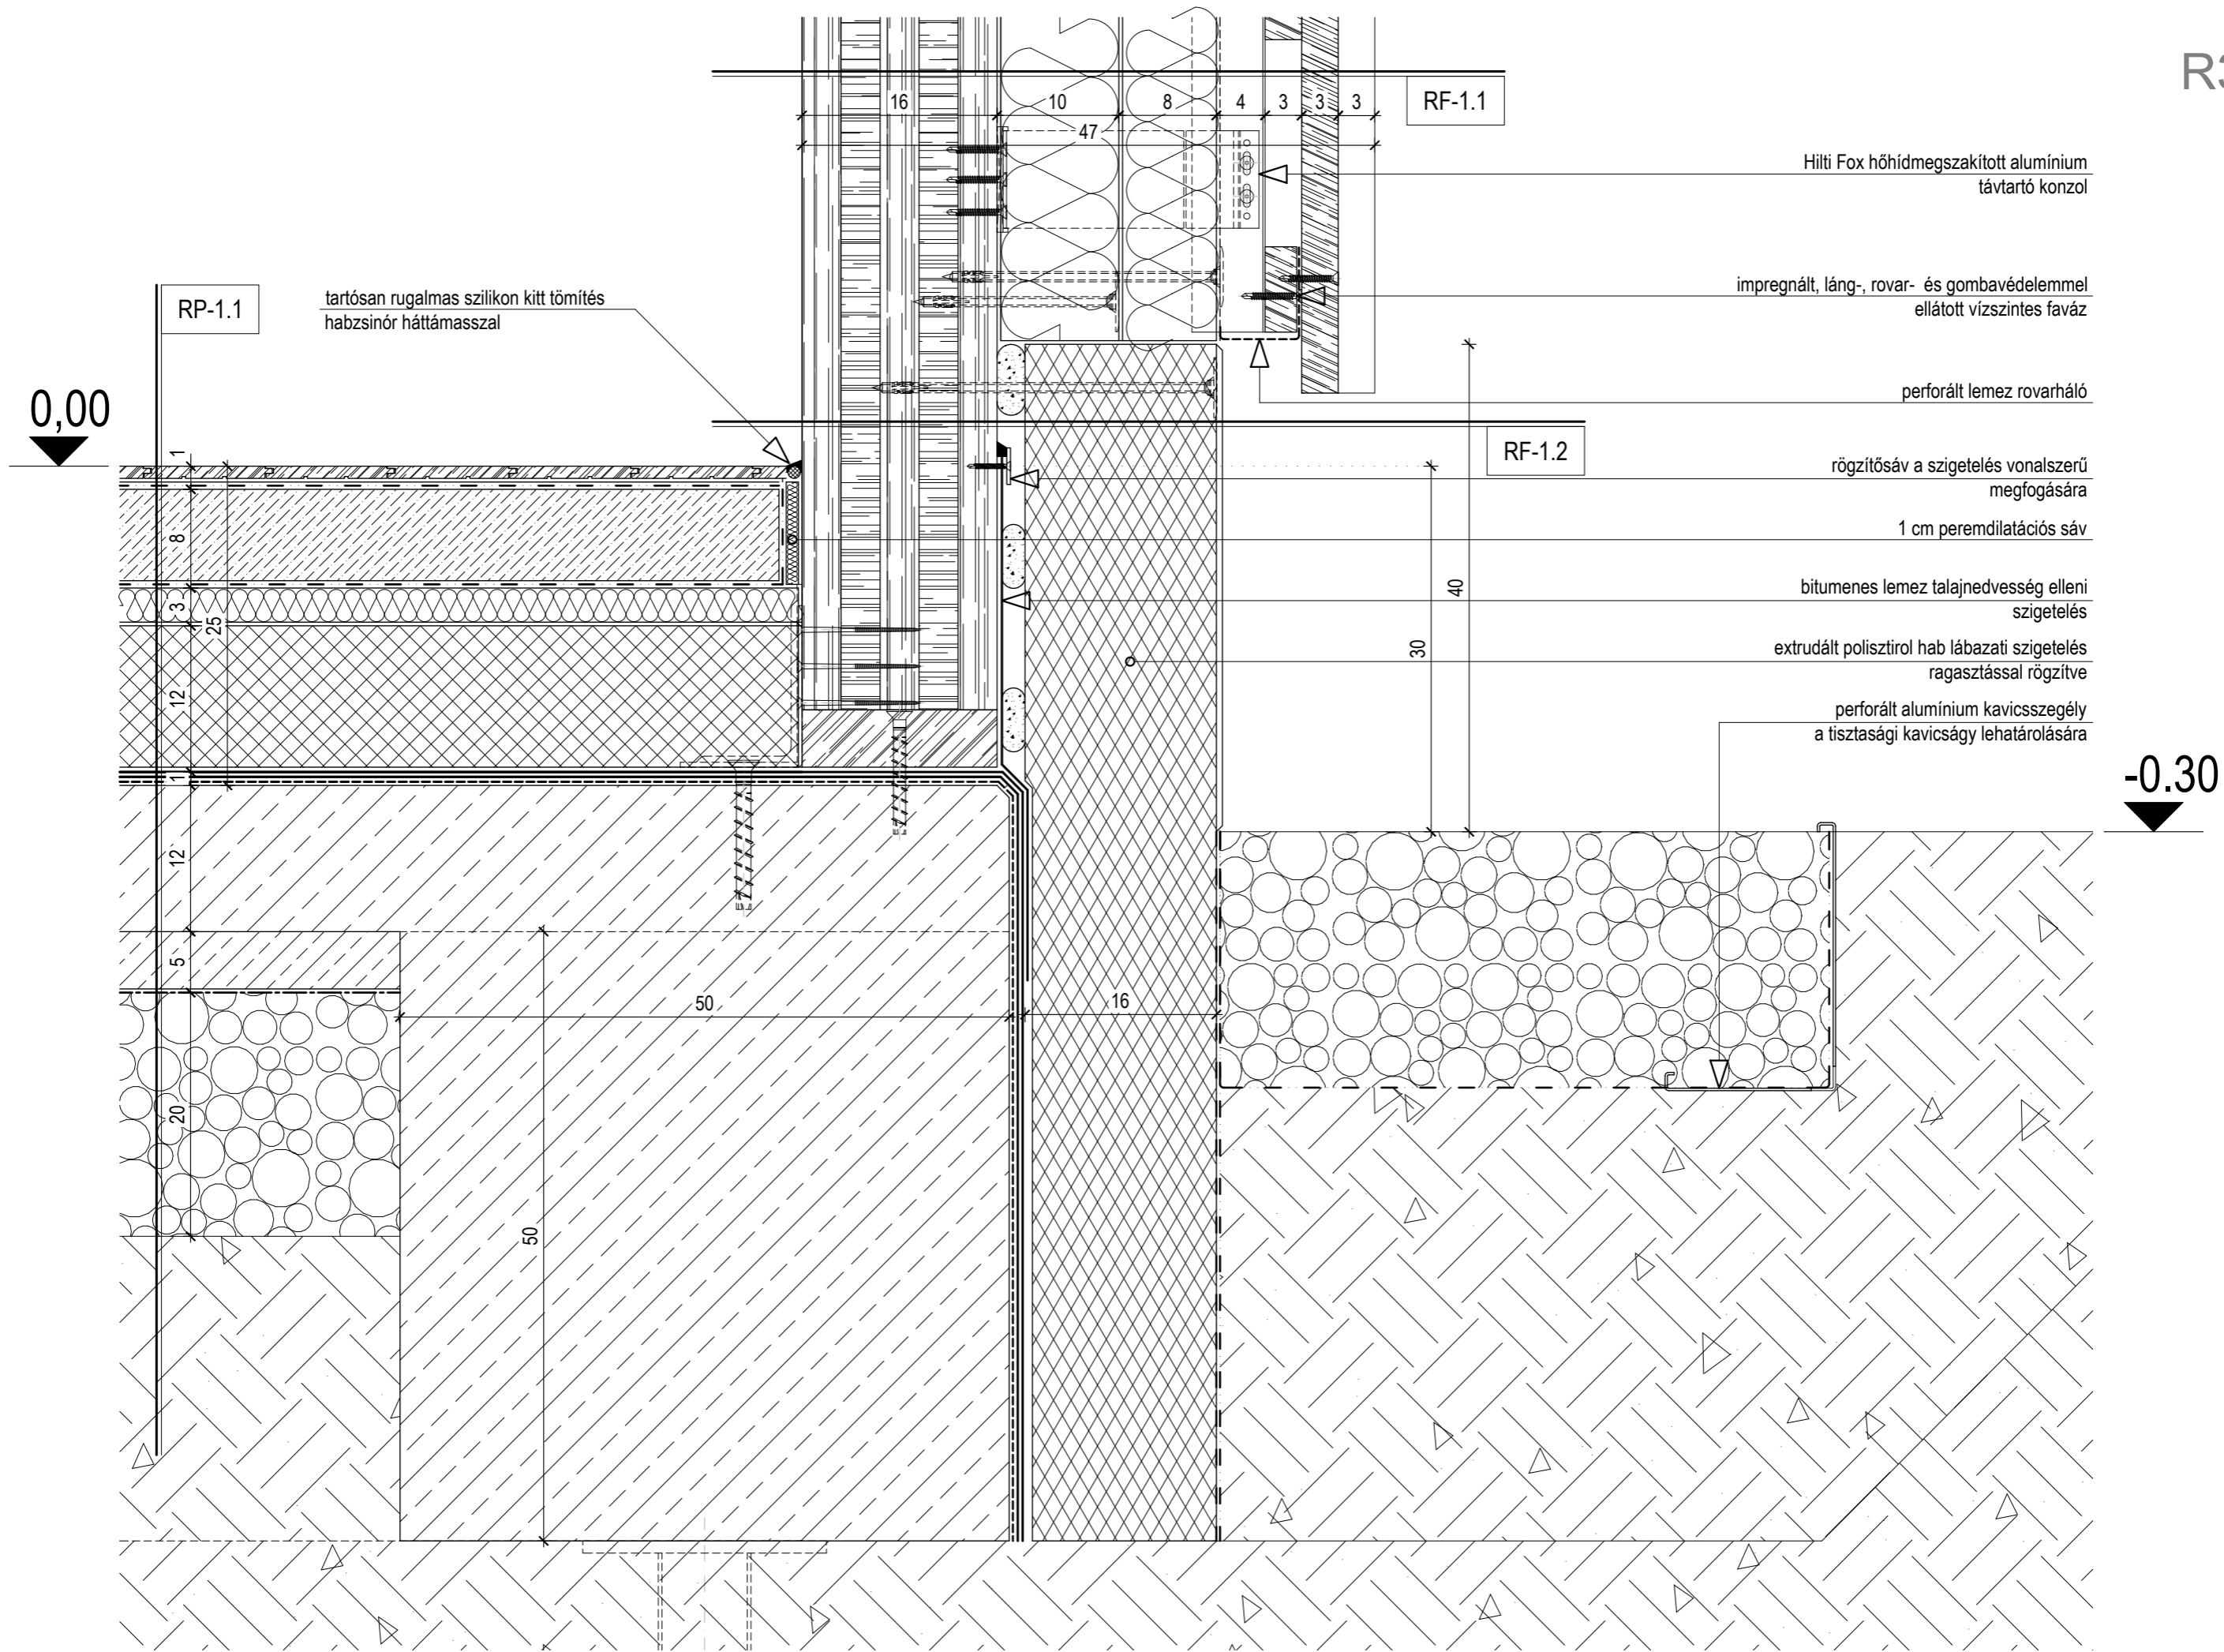 R3
RF-1.1
16
10
8
4
3
3
3
47
Hilti Fox hőhídmegszakított alumínium
távtartó konzol
impregnált, láng-, rovar- és gombavédelemmel
ellátott vízszintes faváz
perforált lemez rovarháló
RP-1.1
tartósan rugalmas szilikon kitt tömítés
habzsinór háttámasszal
0,00
RF-1.2
rögzítősáv a szigetelés vonalszerű
megfogására
1 cm peremdilatációs sáv
bitumenes lemez talajnedvesség elleni
szigetelés
extrudált polisztirol hab lábazati szigetelés
ragasztással rögzítve
perforált alumínium kavicsszegély
a tisztasági kavicságy lehatárolására
-0.30
1
8
3
25
12
1
12
5
20
40
30
50
16
50